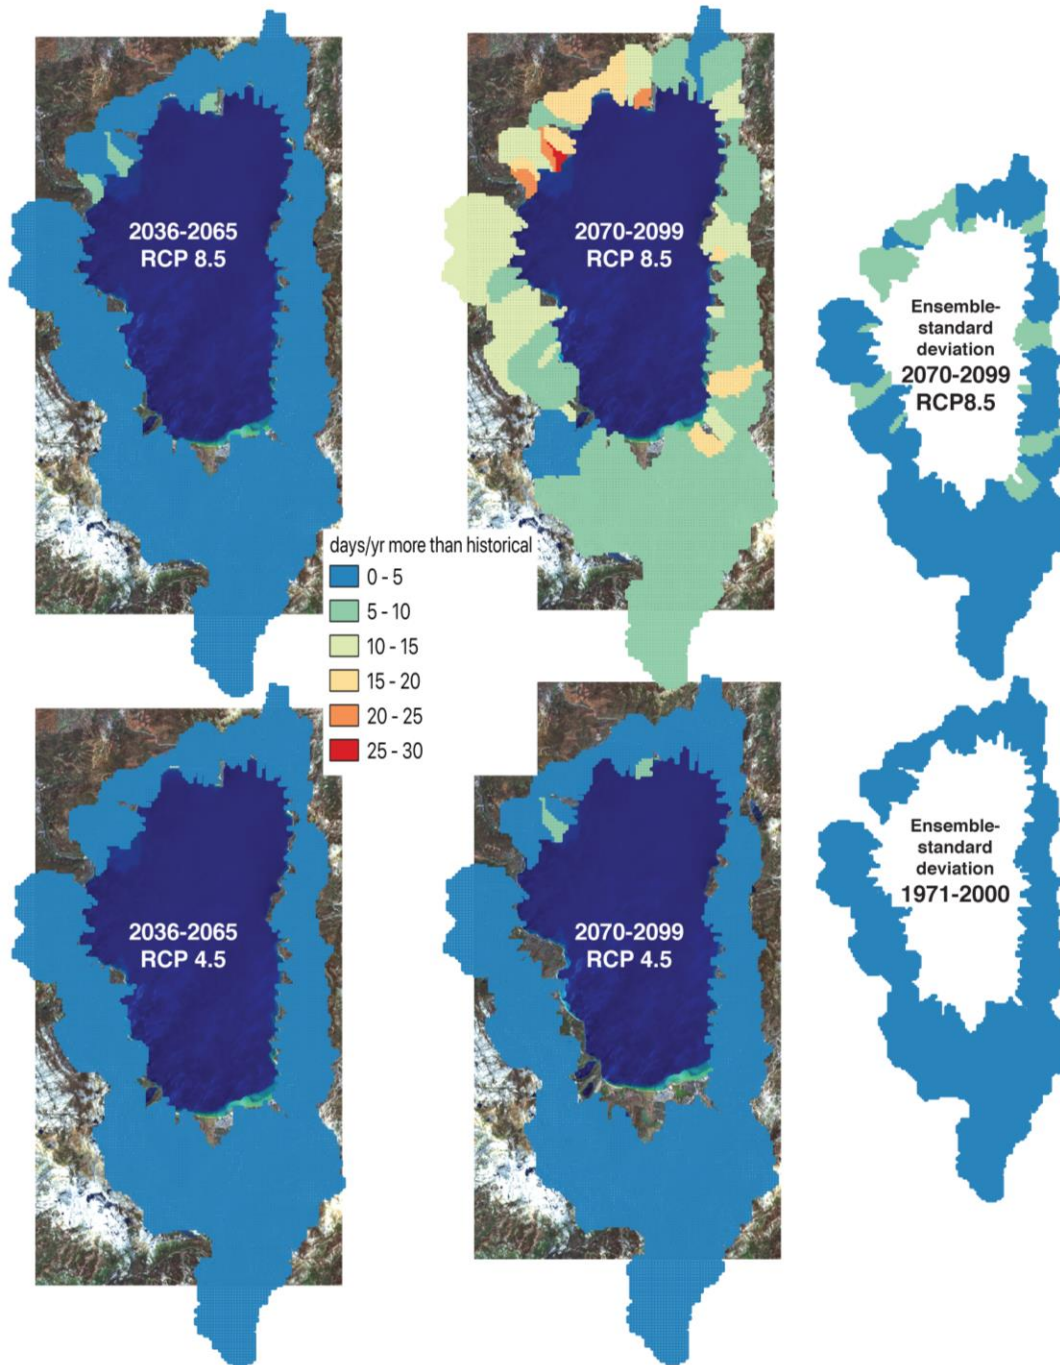 2036-2065
RCP 8.5
2070-2099
RCP 8.5
Ensemble-
standard
deviation
2070-2099
RCP8.5
days/yr more than historical
0 - 5
5 - 10
10 - 15
15 - 20
20 - 25
25 - 30
2036-2065
RCP 4.5
2070-2099
RCP 4.5
Ensemble-
standard
deviation
1971-2000